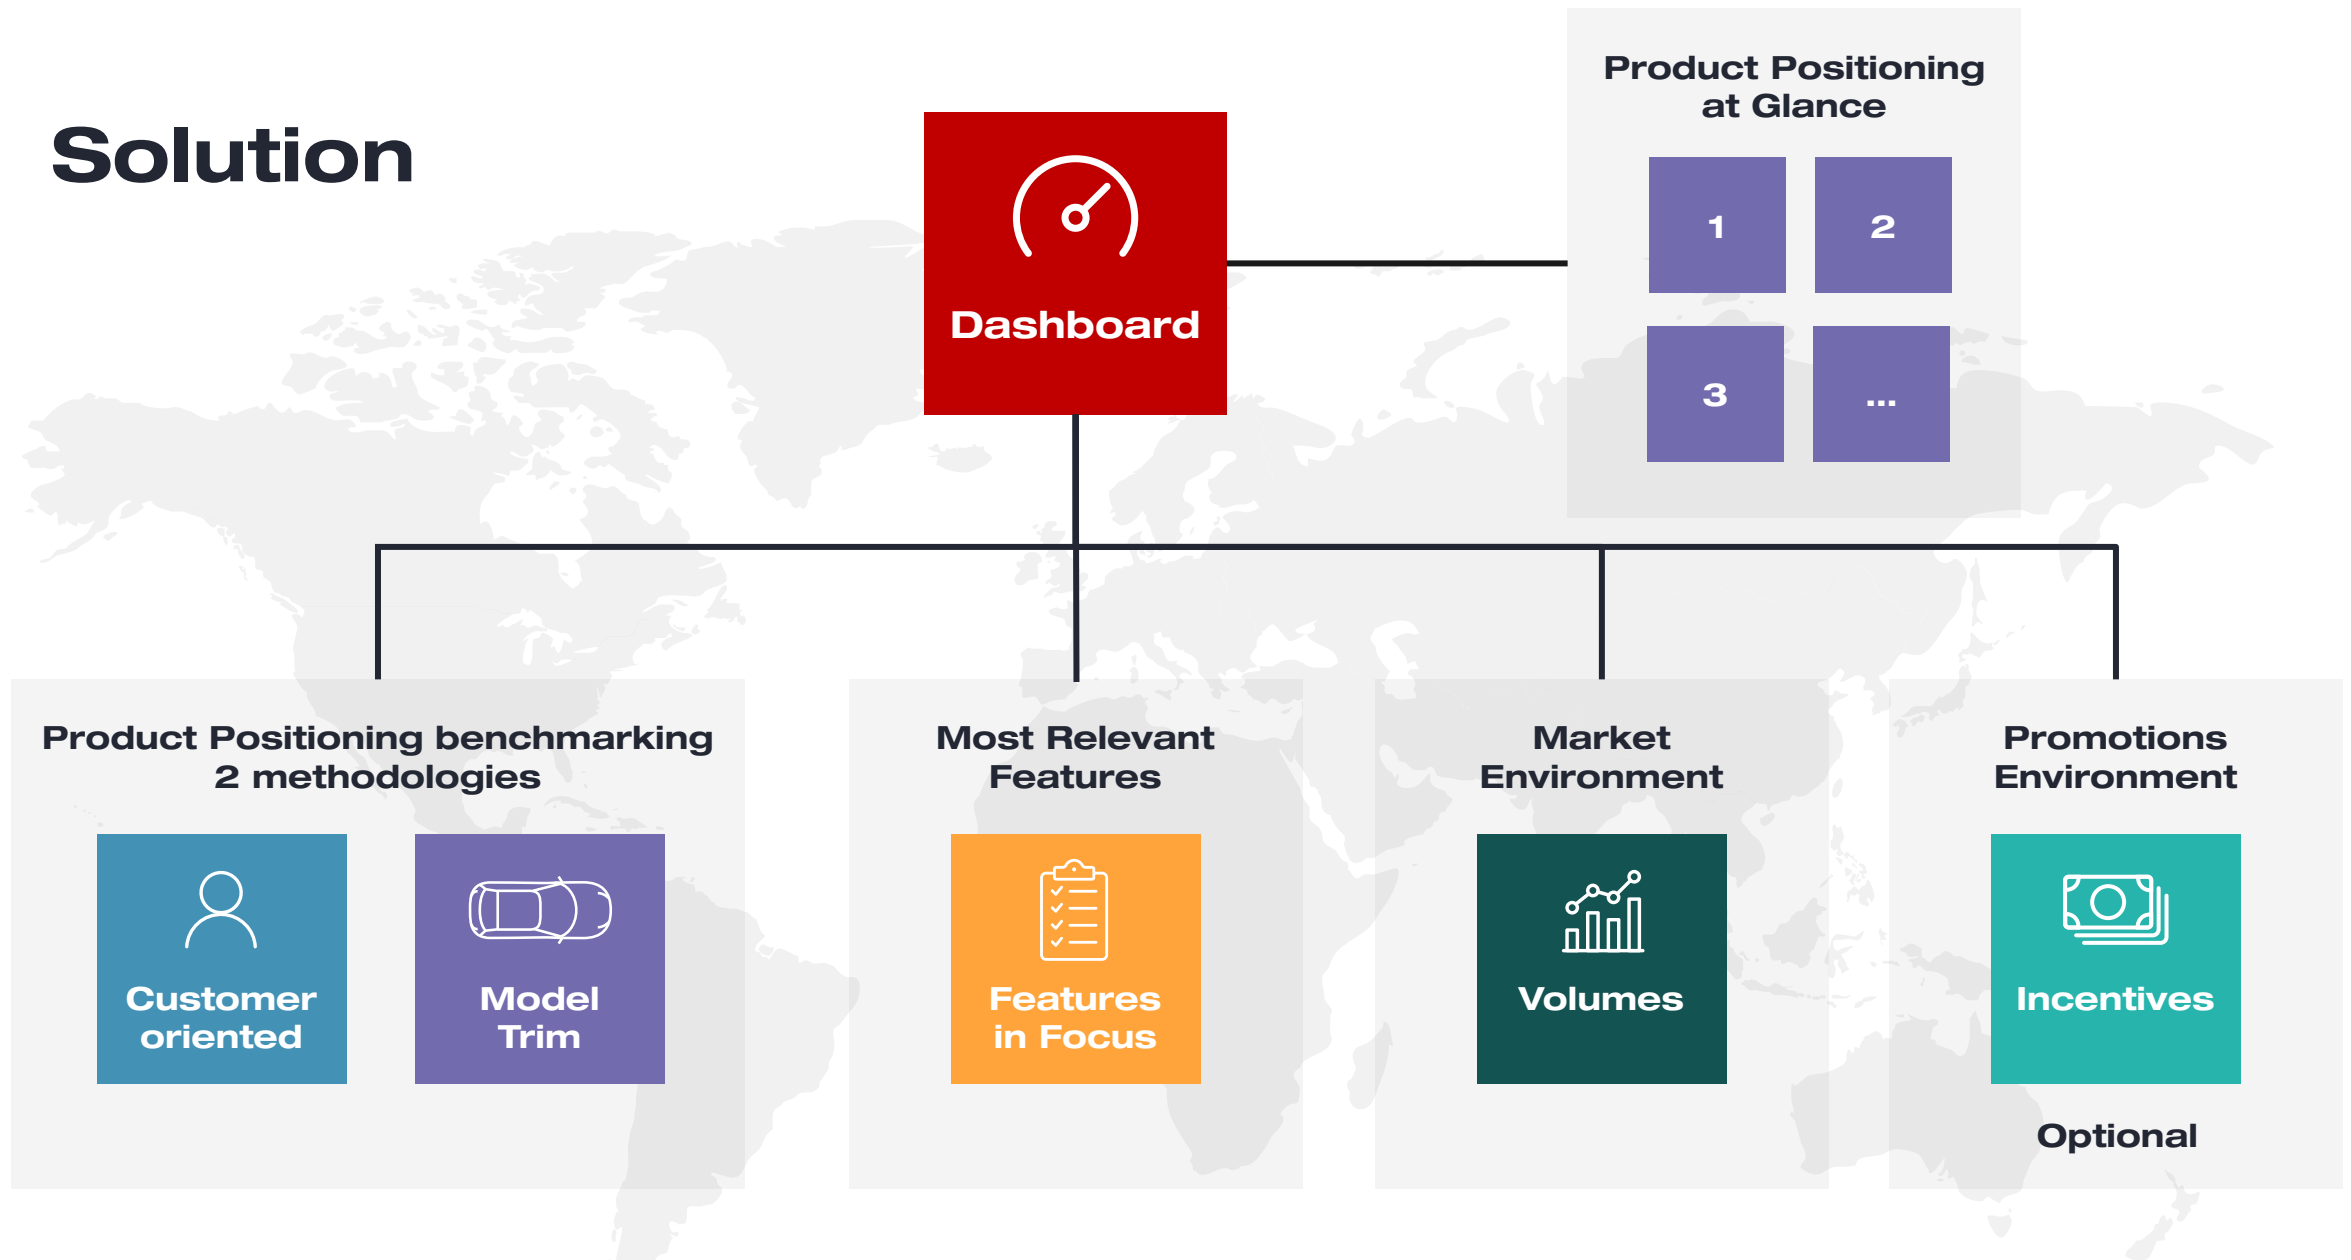 Solution
Dashboard
Product Positioning
at Glance
1
2
3
...
Product Positioning benchmarking
2 methodologies
Customer
oriented
Model
Trim
Most Relevant
Features
Features
in Focus
Market
Environment
Volumes
Promotions
Environment
Incentives
Optional